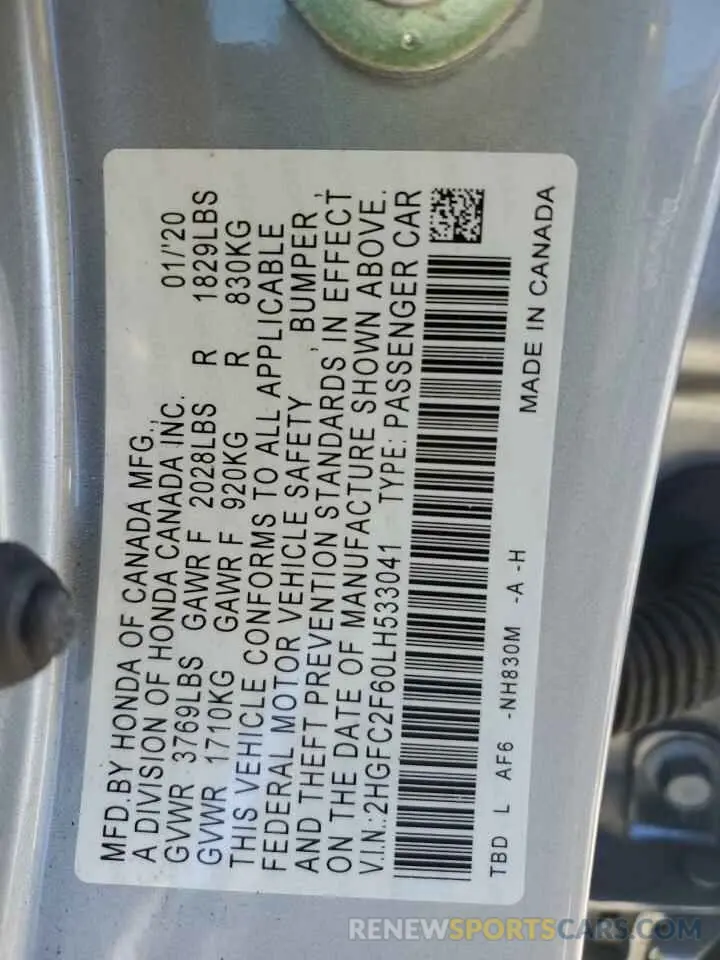 MFD.BY HONDA OF CANADA MFG.,
A DIVISION OF HONDA CANADA INC. 01/'20
GVWR 3769LBS GAWR F 2028LBS R 1829LBS
GVWR 1710KG GAWR F 920KG R 830KG
THIS VEHICLE CONFORMS TO ALL APPLICABLE
FEDERAL MOTOR VEHICLE SAFETY , BUMPER ,
AND THEFT PREVENTION STANDARDS IN EFFECT
ON THE DATE OF MANUFACTURE SHOWN ABOVE.
V.I.N.:2HGFC2F60LH533041 TYPE: PASSENGER CAR
TBD L AF6 -NH830M -A -H
MADE IN CANADA
RENEWSPORTSCARS.COM